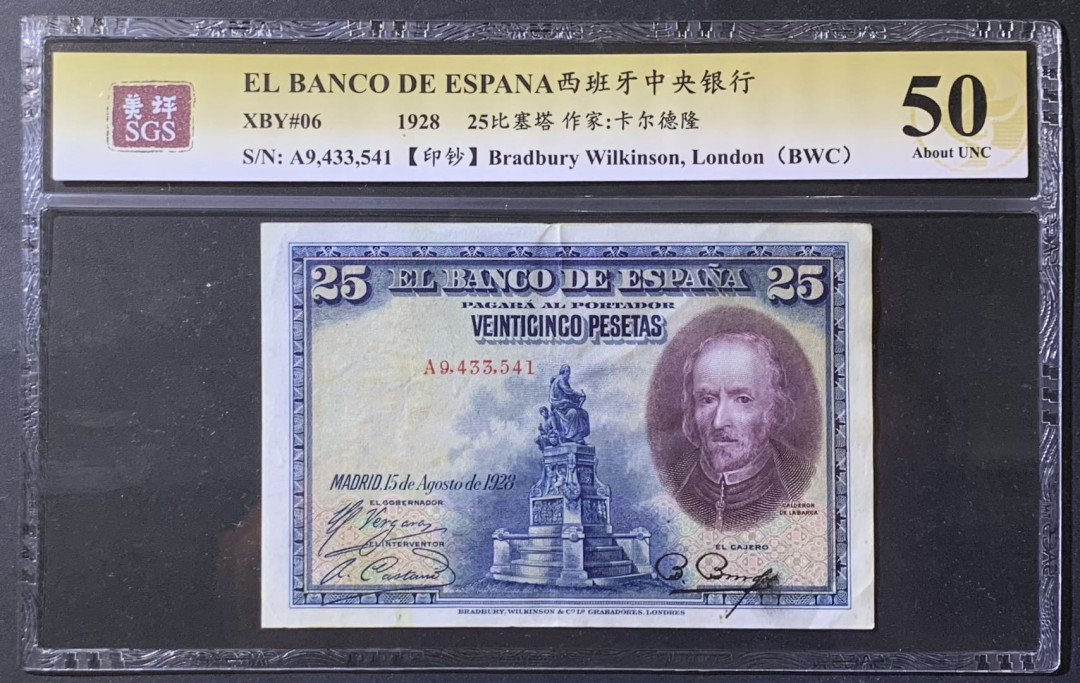 美评
SGS
EL BANCO DE ESPANA西班牙中央银行
XBY#06 1928 25比塞塔 作家:卡尔德隆
S/N: A9,433,541【印钞】Bradbury Wilkinson, London（BWC）
50
About UNC
25 EL BANCO DE ESPAÑA 25
PAGARÁ AL PORTADOR
VEINTICINCO PESETAS
A9,433,541
MADRID, 15 de Agosto de 1928
EL GOBERNADOR
Vergara
EL INTERVENTOR
CALDERON
DE LA BARCA
EL CAJERO
BRADBURY, WILKINSON & Cº Lᵈ GRABADORES, LONDRES